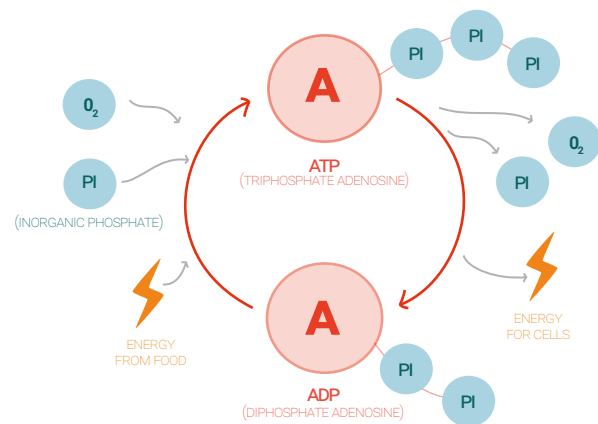 PI
PI
PI
A
O₂
O₂
ATP
(TRIPHOSPHATE ADENOSINE)
PI
PI
(INORGANIC PHOSPHATE)
ENERGY
FROM FOOD
ENERGY
FOR CELLS
A
PI
PI
ADP
(DIPHOSPHATE ADENOSINE)